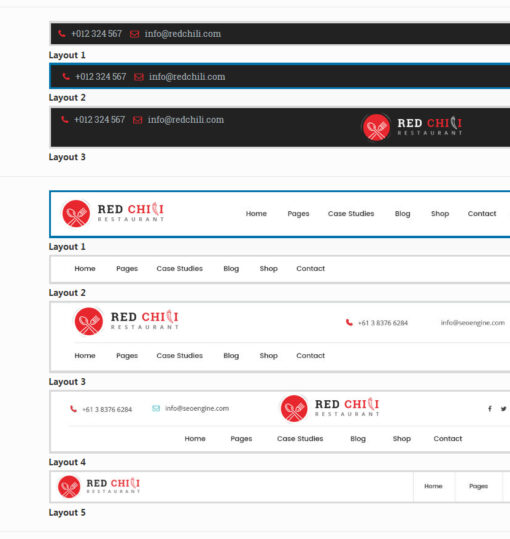 +012 324 567 info@redchili.com
Layout 1
+012 324 567 info@redchili.com
Layout 2
+012 324 567 info@redchili.com RED CHILI
RESTAURANT
Layout 3
RED CHILI
RESTAURANT
Home Pages Case Studies Blog Shop Contact
Layout 1
Home Pages Case Studies Blog Shop Contact
Layout 2
RED CHILI
RESTAURANT
+61 3 8376 6284 info@seoengine.com
Home Pages Case Studies Blog Shop Contact
Layout 3
+61 3 8376 6284 info@seoengine.com RED CHILI
RESTAURANT
Home Pages Case Studies Blog Shop Contact
Layout 4
RED CHILI
RESTAURANT
Home Pages
Layout 5